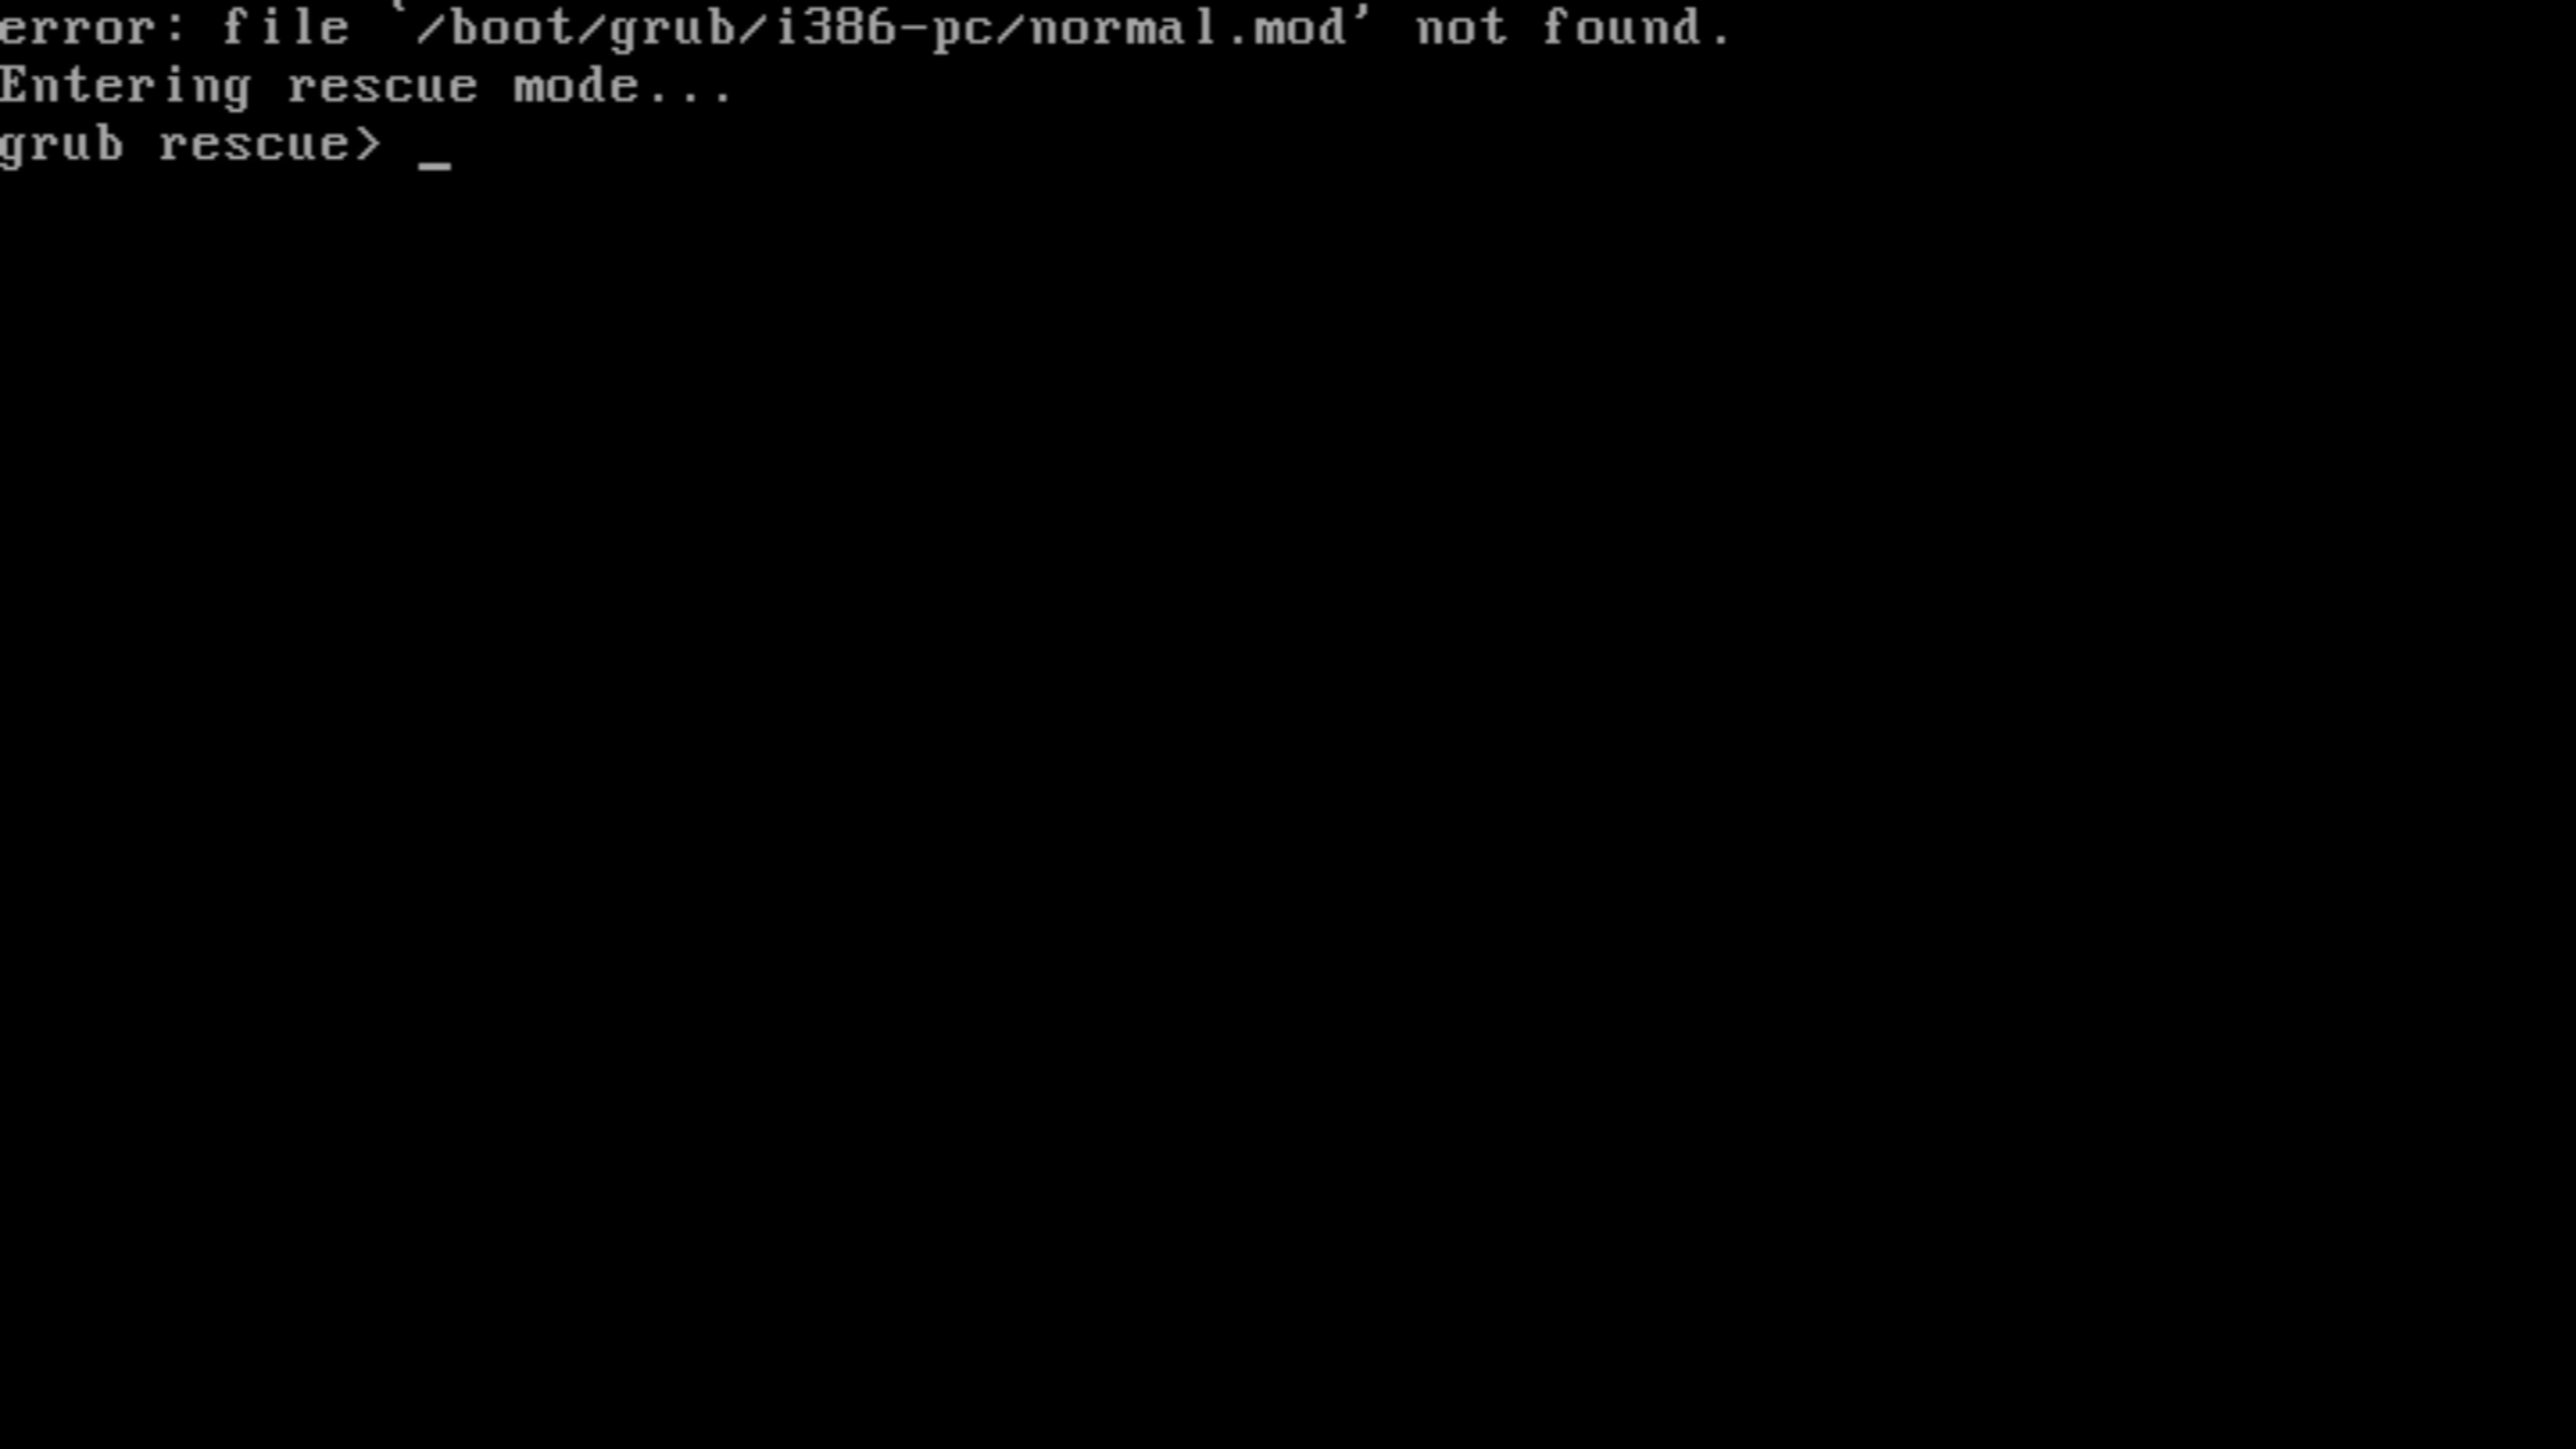 error: file `/boot/grub/i386-pc/normal.mod' not found.
Entering rescue mode...
grub rescue> _